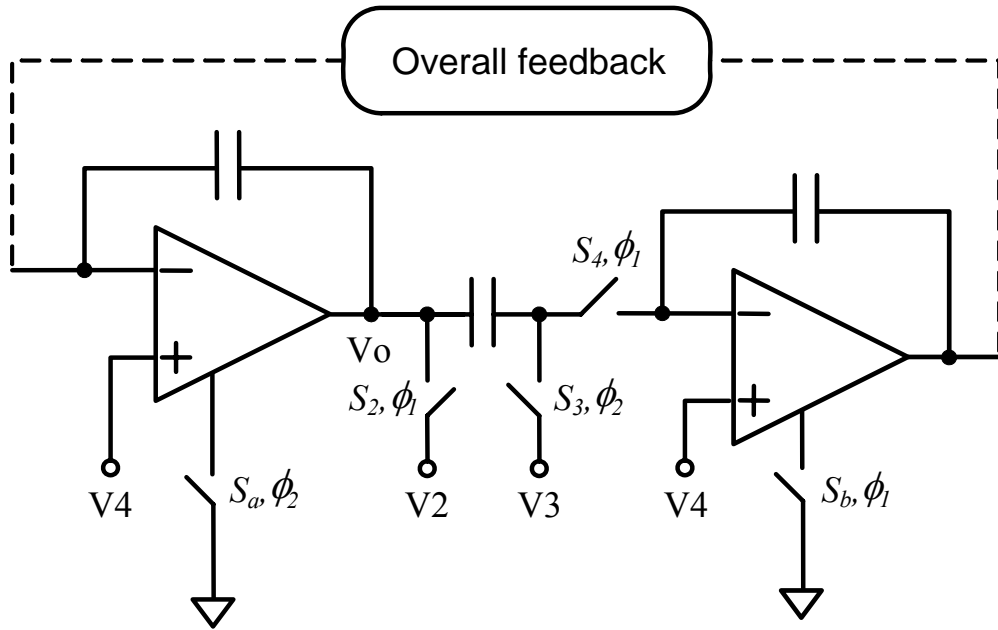 Overall feedback
S4,ϕ1
Vo
S2,ϕ1
S3,ϕ2
V4
Sa,ϕ2
V2
V3
V4
Sb,ϕ1